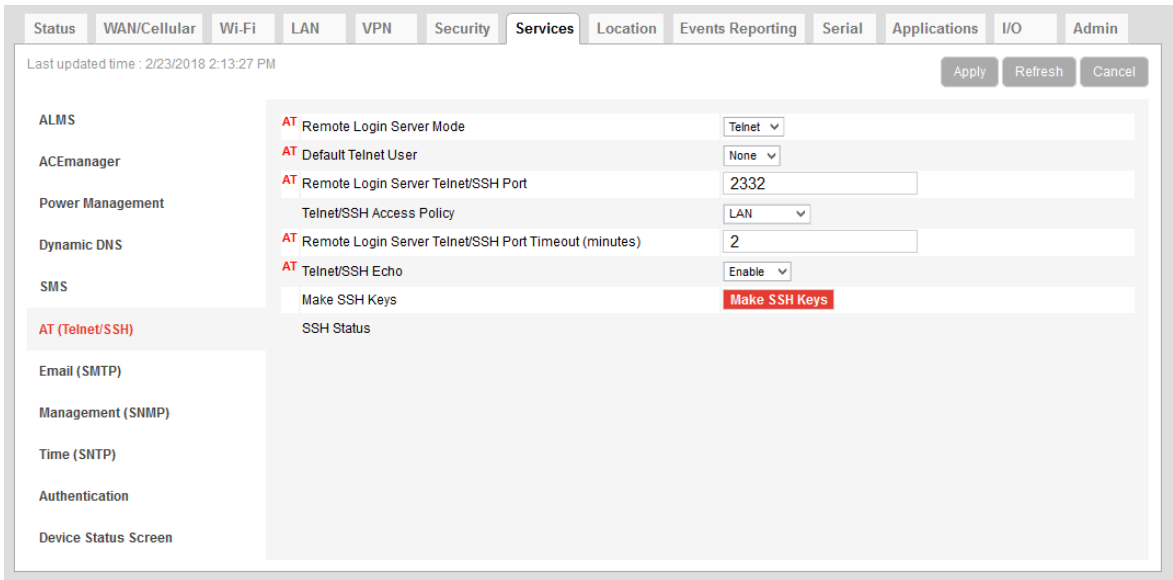 Status WAN/Cellular Wi-Fi LAN VPN Security Services Location Events Reporting Serial Applications I/O Admin
Last updated time : 2/23/2018 2:13:27 PM
Apply Refresh Cancel
ALMS
ACEmanager
Power Management
Dynamic DNS
SMS
AT (Telnet/SSH)
Email (SMTP)
Management (SNMP)
Time (SNTP)
Authentication
Device Status Screen
AT Remote Login Server Mode Telnet
AT Default Telnet User None
AT Remote Login Server Telnet/SSH Port 2332
Telnet/SSH Access Policy LAN
AT Remote Login Server Telnet/SSH Port Timeout (minutes) 2
AT Telnet/SSH Echo Enable
Make SSH Keys Make SSH Keys
SSH Status